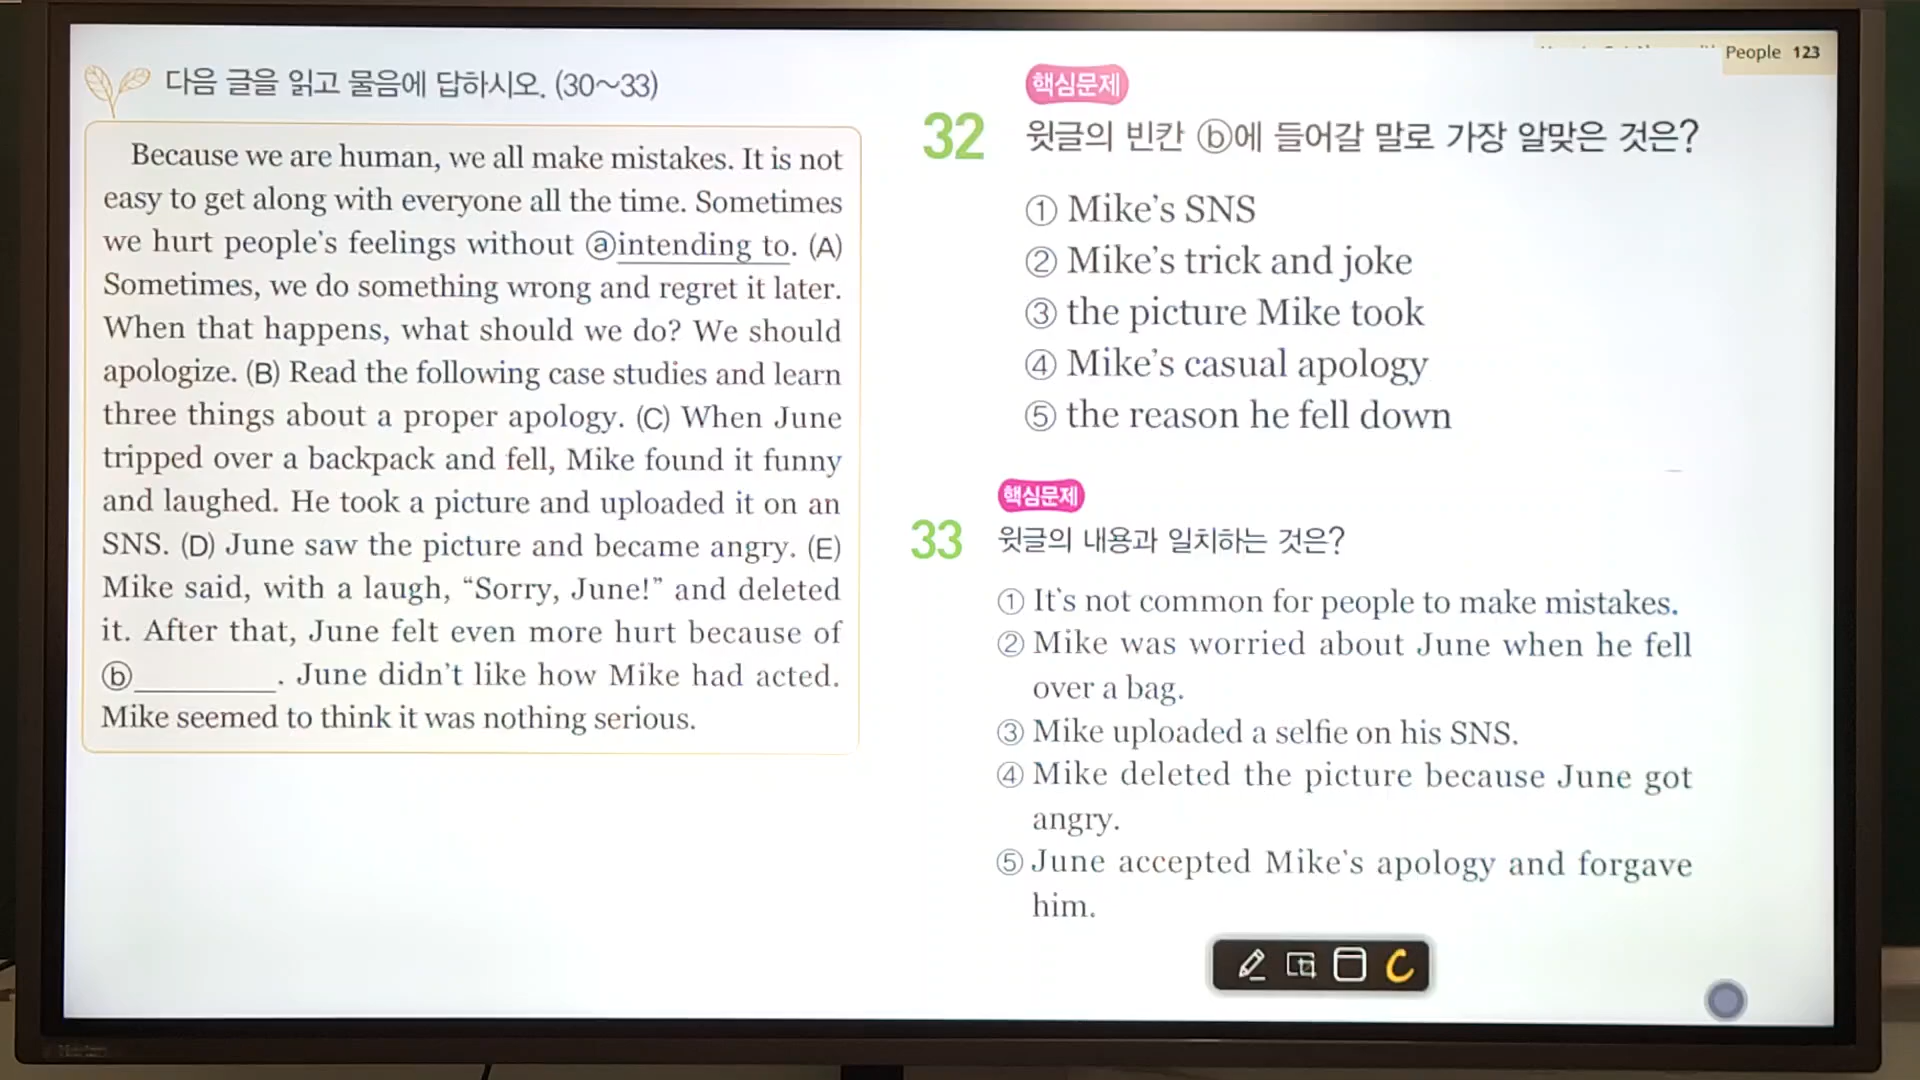 People 123
다음 글을 읽고 물음에 답하시오. (30~33)
Because we are human, we all make mistakes. It is not
easy to get along with everyone all the time. Sometimes
we hurt people's feelings without ⓐintending to. (A)
Sometimes, we do something wrong and regret it later.
When that happens, what should we do? We should
apologize. (B) Read the following case studies and learn
three things about a proper apology. (C) When June
tripped over a backpack and fell, Mike found it funny
and laughed. He took a picture and uploaded it on an
SNS. (D) June saw the picture and became angry. (E)
Mike said, with a laugh, “Sorry, June!” and deleted
it. After that, June felt even more hurt because of
ⓑ__________. June didn't like how Mike had acted.
Mike seemed to think it was nothing serious.
핵심문제
32 윗글의 빈칸 ⓑ에 들어갈 말로 가장 알맞은 것은?
① Mike's SNS
② Mike's trick and joke
③ the picture Mike took
④ Mike's casual apology
⑤ the reason he fell down
핵심문제
33 윗글의 내용과 일치하는 것은?
① It's not common for people to make mistakes.
② Mike was worried about June when he fell
over a bag.
③ Mike uploaded a selfie on his SNS.
④ Mike deleted the picture because June got
angry.
⑤ June accepted Mike's apology and forgave
him.